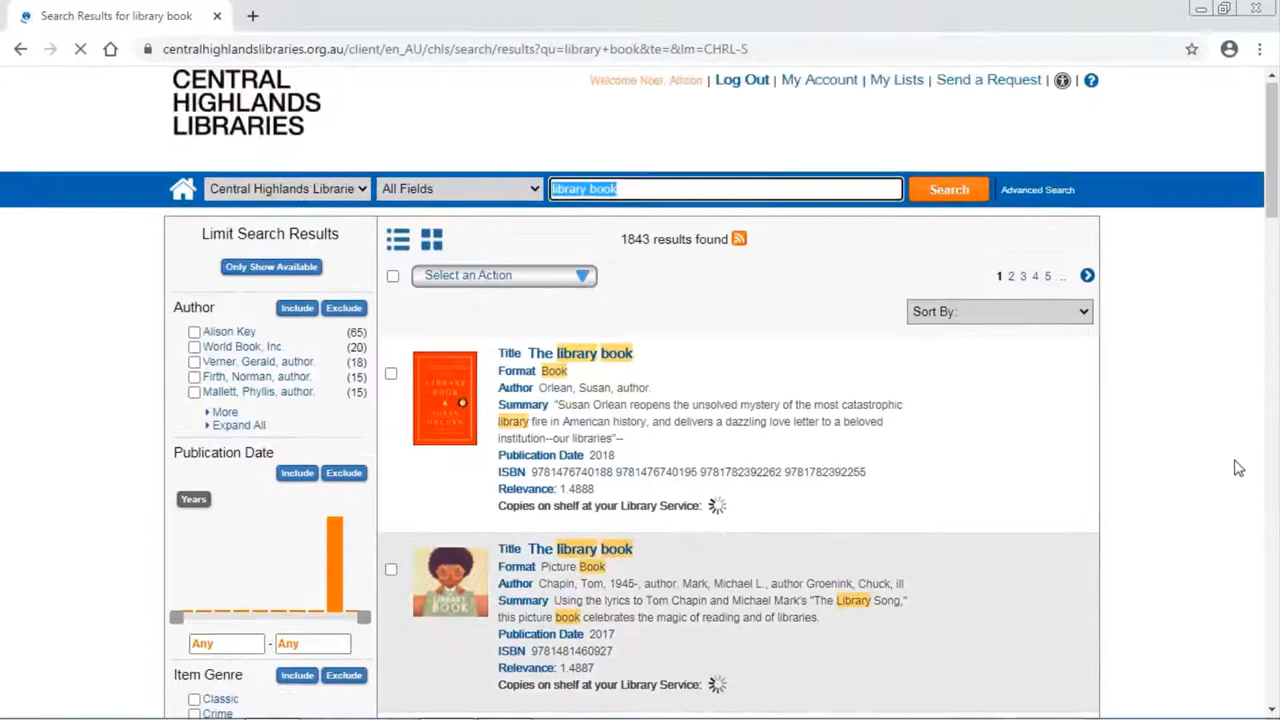 Search Results for library book
centralhighlandslibraries.org.au/client/en_AU/chls/search/results?qu=library+book&te=&lm=CHRL-S
CENTRAL
HIGHLANDS
LIBRARIES
Welcome Noer, Allison | Log Out | My Account | My Lists | Send a Request |
Central Highlands Librarie
All Fields
library book
Search
Advanced Search
Limit Search Results
Only Show Available
Author
Include
Exclude
Alison Key (65)
World Book, Inc. (20)
Verner, Gerald, author. (18)
Firth, Norman, author. (15)
Mallett, Phyllis, author. (15)
More
Expand All
Publication Date
Include
Exclude
Years
Any - Any
Item Genre
Include
Exclude
Classic
Crime
1843 results found
Select an Action
1 2 3 4 5 ..
Sort By:
THE LIBRARY
BOOK
SUSAN
ORLEAN
Title The library book
Format Book
Author Orlean, Susan, author.
Summary "Susan Orlean reopens the unsolved mystery of the most catastrophic
library fire in American history, and delivers a dazzling love letter to a beloved
institution--our libraries"--
Publication Date 2018
ISBN 9781476740188 9781476740195 9781782392262 9781782392255
Relevance: 1.4888
Copies on shelf at your Library Service:
LIBRARY
BOOK
Title The library book
Format Picture Book
Author Chapin, Tom, 1945-, author. Mark, Michael L., author Groenink, Chuck, ill
Summary Using the lyrics to Tom Chapin and Michael Mark's "The Library Song,"
this picture book celebrates the magic of reading and of libraries.
Publication Date 2017
ISBN 9781481460927
Relevance: 1.4887
Copies on shelf at your Library Service: